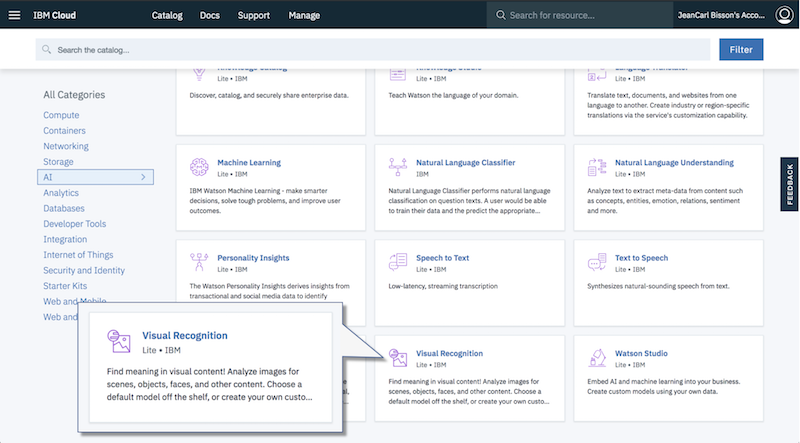 IBM Cloud
Catalog
Docs
Support
Manage
Search for resource...
JeanCarl Bisson's Acco...
Search the catalog...
Filter
All Categories
Compute
Containers
Networking
Storage
AI
Analytics
Databases
Developer Tools
Integration
Internet of Things
Security and Identity
Starter Kits
Web and Mobile
Web and
Knowledge Catalog
Lite • IBM
Discover, catalog, and securely share enterprise data.
Knowledge Studio
Lite • IBM
Teach Watson the language of your domain.
Language Translator
Lite • IBM
Translate text, documents, and websites from one
language to another. Create industry or region-specific
translations via the service's customization capability.
Machine Learning
Lite • IBM
IBM Watson Machine Learning - make smarter
decisions, solve tough problems, and improve user
outcomes.
Natural Language Classifier
IBM
Natural Language Classifier performs natural language
classification on question texts. A user would be able
to train their data and the predict the appropriate...
Natural Language Understanding
Lite • IBM
Analyze text to extract meta-data from content such
as concepts, entities, emotion, relations, sentiment
and more.
FEEDBACK
Personality Insights
Lite • IBM
The Watson Personality Insights derives insights from
transactional and social media data to identify
Speech to Text
Lite • IBM
Low-latency, streaming transcription
Text to Speech
Lite • IBM
Synthesizes natural-sounding speech from text.
Visual Recognition
Lite • IBM
Find meaning in visual content! Analyze images for
scenes, objects, faces, and other content. Choose a
default model off the shelf, or create your own custo...
Visual Recognition
Lite • IBM
Find meaning in visual content! Analyze images for
scenes, objects, faces, and other content. Choose a
default model off the shelf, or create your own custo...
Watson Studio
Lite • IBM
Embed AI and machine learning into your business.
Create custom models using your own data.